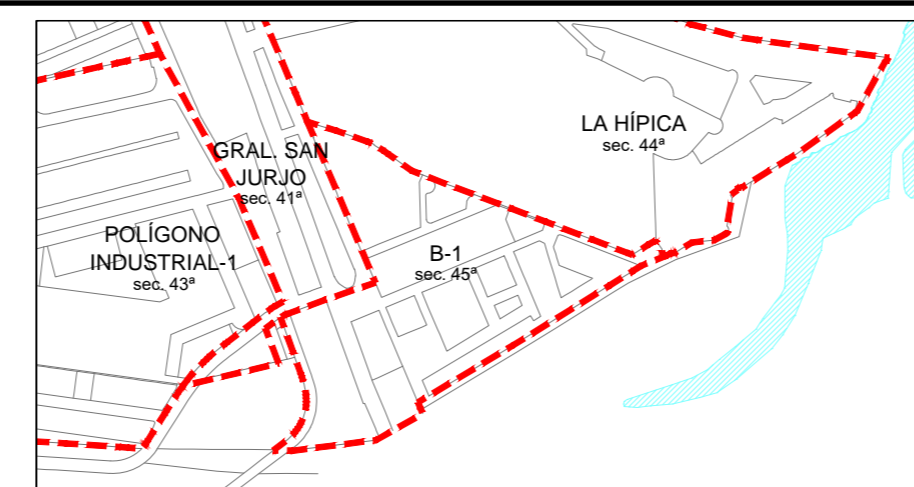 LA HÍPICA
sec. 44ª
GRAL. SAN
JURJO
sec. 41ª
POLÍGONO
INDUSTRIAL-1
sec. 43ª
B-1
sec. 45ª